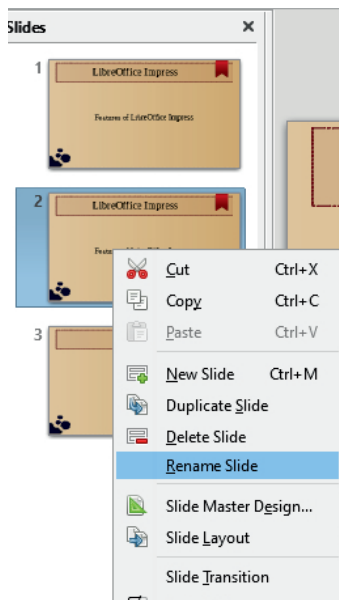 Slides
1
LibreOffice Impress
Features of LibreOffice Impress
2
LibreOffice Impress
Cut Ctrl+X
Copy Ctrl+C
Paste Ctrl+V
3
New Slide Ctrl+M
Duplicate Slide
Delete Slide
Rename Slide
Slide Master Design...
Slide Layout
Slide Transition